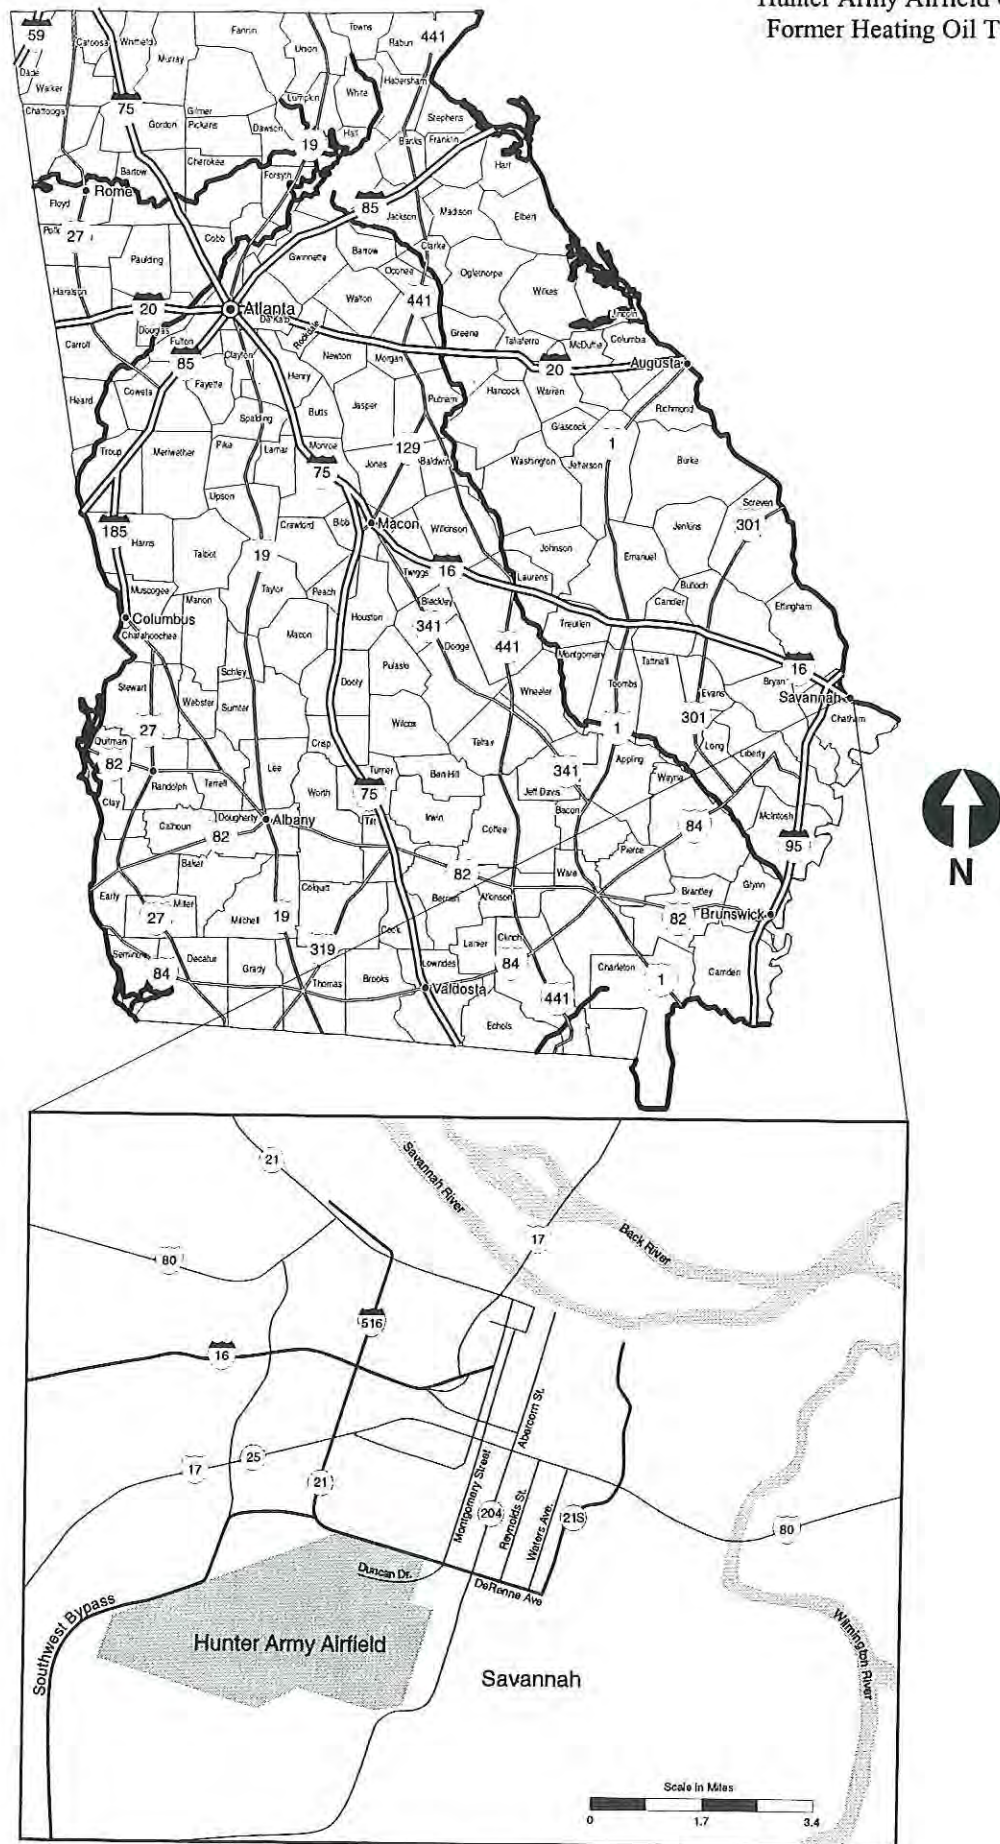 Hunter Army Airfield
Former Heating Oil T
59
Catoosa
Whitfield
Murray
Fannin
Union
Towns
Rabun
441
Dade
Walker
White
Habersham
Lumpkin
Chattooga
75
Gordon
Gilmer
Pickens
Dawson
19
Hall
Stephens
Banks
Franklin
Hart
Bartow
Cherokee
Forsyth
Rome
Floyd
85
Jackson
Madison
Elbert
Polk
27
Paulding
Cobb
Gwinnette
Barrow
Clarke
Oconee
Oglethorpe
Wilkes
Haralson
20
Atlanta
DeKalb
Rockdale
Walton
441
Lincoln
Douglas
Fulton
Carroll
85
Clayton
Newton
Morgan
Greene
Taliaferro
McDuffie
Columbia
20
Augusta
Heard
Coweta
Fayette
Henry
Butts
Jasper
Putnam
Hancock
Warren
Richmond
Spalding
Glascock
1
Troup
Meriwether
Pike
Lamar
Monroe
75
Jones
129
Baldwin
Washington
Jefferson
Burke
Screven
Upson
185
Harris
Talbot
19
Crawford
Bibb
Macon
Wilkinson
Johnson
Emanuel
Jenkins
301
Muscogee
Marion
Taylor
Peach
Twiggs
16
Laurens
Bulloch
Candler
Effingham
Columbus
Chattahoochee
Macon
Houston
Bleckley
341
Dodge
441
Treutlen
Montgomery
Tattnall
16
Stewart
Webster
Schley
Sumter
Dooly
Pulaski
Wheeler
Toombs
Evans
Bryan
Savannah
Chatham
27
Quitman
82
Crisp
Wilcox
Telfair
1
301
Long
Liberty
Clay
Randolph
Terrell
Lee
Worth
Turner
75
Ben Hill
341
Jeff Davis
Appling
Wayne
McIntosh
Calhoun
Dougherty
Albany
82
Tift
Irwin
Coffee
Bacon
84
95
Baker
Pierce
Early
Miller
27
Mitchell
19
Colquitt
82
Berrien
Atkinson
Ware
Brantley
82
Glynn
Brunswick
Seminole
84
Decatur
Grady
319
Thomas
Brooks
Cook
Lanier
Lowndes
Clinch
84
Charleton
1
Camden
Valdosta
441
Echols
N
21
Savannah River
80
17
Back River
516
16
Abercorn St.
17
25
21
Montgomery Street
204
Reynolds St.
Waters Ave.
21S
80
Duncan Dr.
DeRenne Ave
Southwest Bypass
Hunter Army Airfield
Savannah
Wilmington River
Scale in Miles
0
1.7
3.4